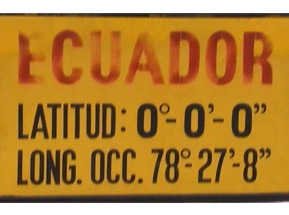 ECUADOR
LATITUD: 0°-0'-0"
LONG. OCC. 78°-27'-8"